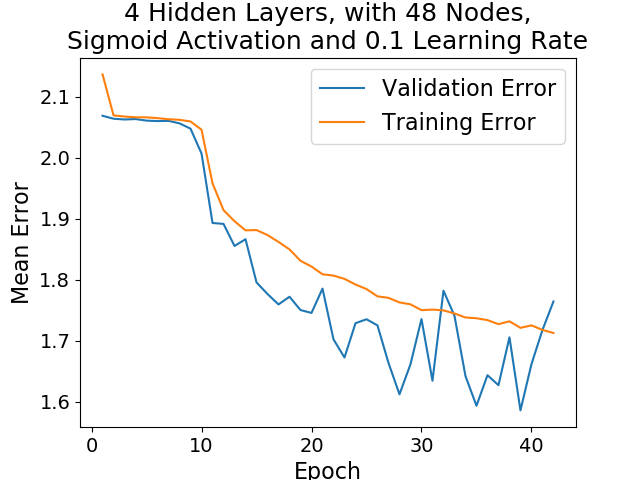 4 Hidden Layers, with 48 Nodes,
Sigmoid Activation and 0.1 Learning Rate
Validation Error
Training Error
Mean Error
2.1
2.0
1.9
1.8
1.7
1.6
0 10 20 30 40
Epoch